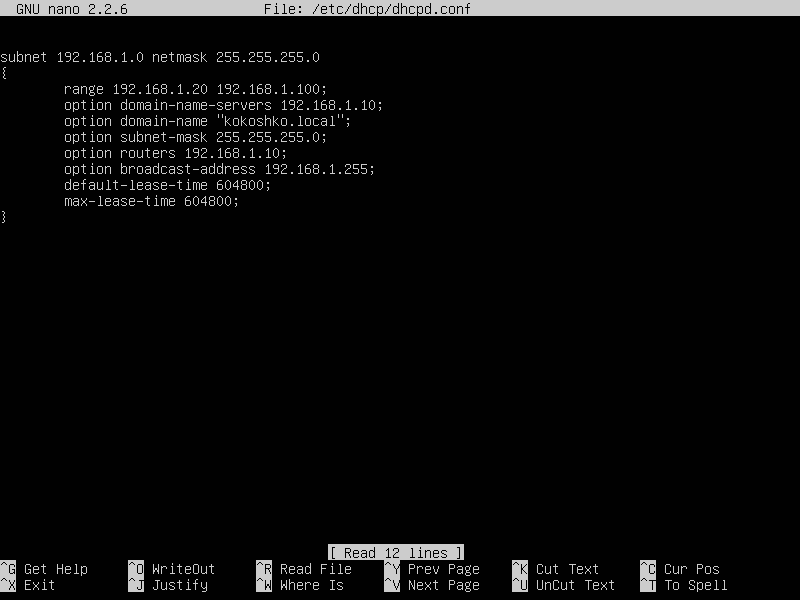 GNU nano 2.2.6 File: /etc/dhcp/dhcpd.conf
subnet 192.168.1.0 netmask 255.255.255.0
{
range 192.168.1.20 192.168.1.100;
option domain-name-servers 192.168.1.10;
option domain-name "kokoshko.local";
option subnet-mask 255.255.255.0;
option routers 192.168.1.10;
option broadcast-address 192.168.1.255;
default-lease-time 604800;
max-lease-time 604800;
}
[ Read 12 lines ]
^G Get Help ^O WriteOut ^R Read File ^Y Prev Page ^K Cut Text ^C Cur Pos
^X Exit ^J Justify ^W Where Is ^V Next Page ^U UnCut Text ^T To Spell